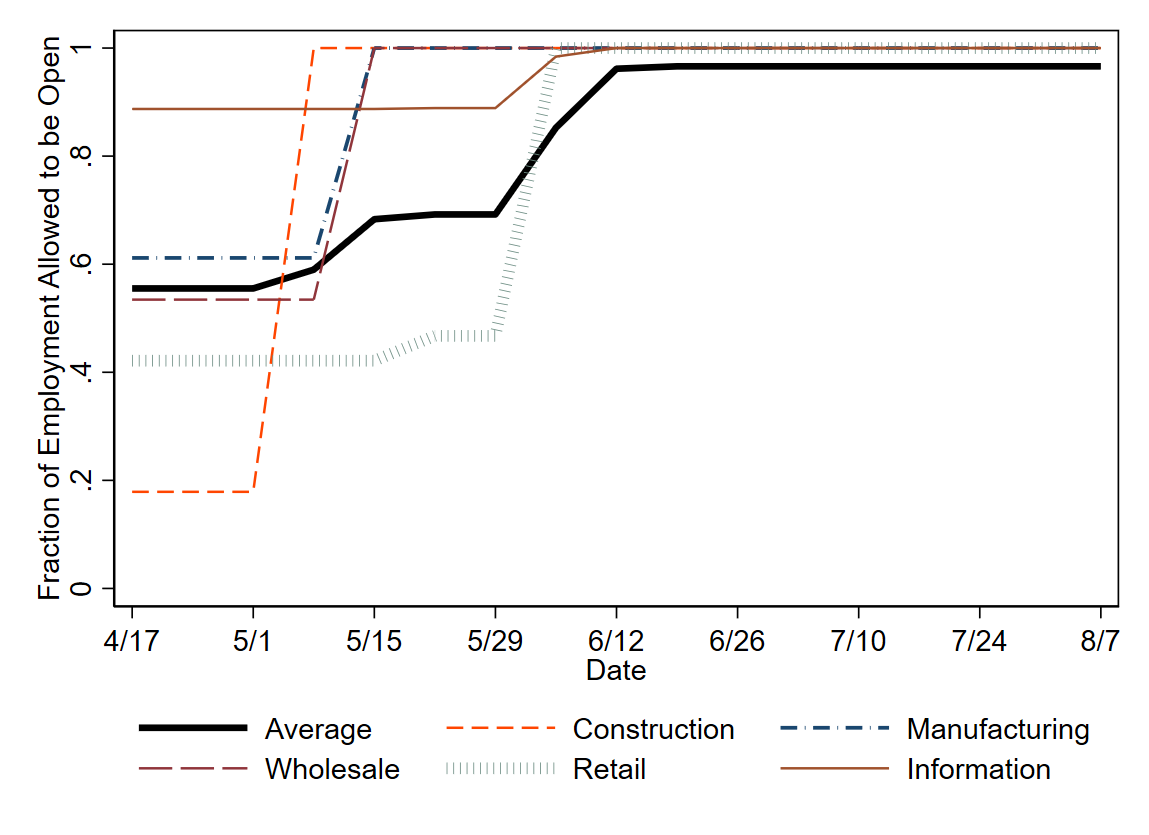 Fraction of Employment Allowed to be Open
1
.8
.6
.4
.2
0
4/17 5/1 5/15 5/29 6/12 6/26 7/10 7/24 8/7
Date
Average Construction Manufacturing
Wholesale Retail Information